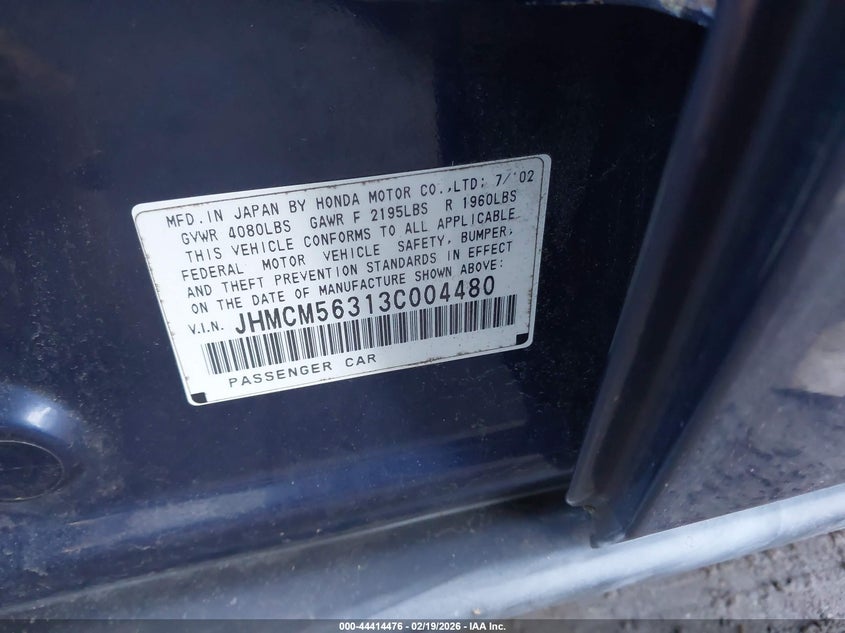 MFD. IN JAPAN BY HONDA MOTOR CO.,LTD: 7/'02
GVWR 4080LBS GAWR F 2195LBS R 1960LBS
THIS VEHICLE CONFORMS TO ALL APPLICABLE
FEDERAL MOTOR VEHICLE SAFETY, BUMPER,
AND THEFT PREVENTION STANDARDS IN EFFECT
ON THE DATE OF MANUFACTURE SHOWN ABOVE:
V.I.N. JHMCM56313C004480
PASSENGER CAR
000-44414476 — 02/19/2026 — IAA Inc.